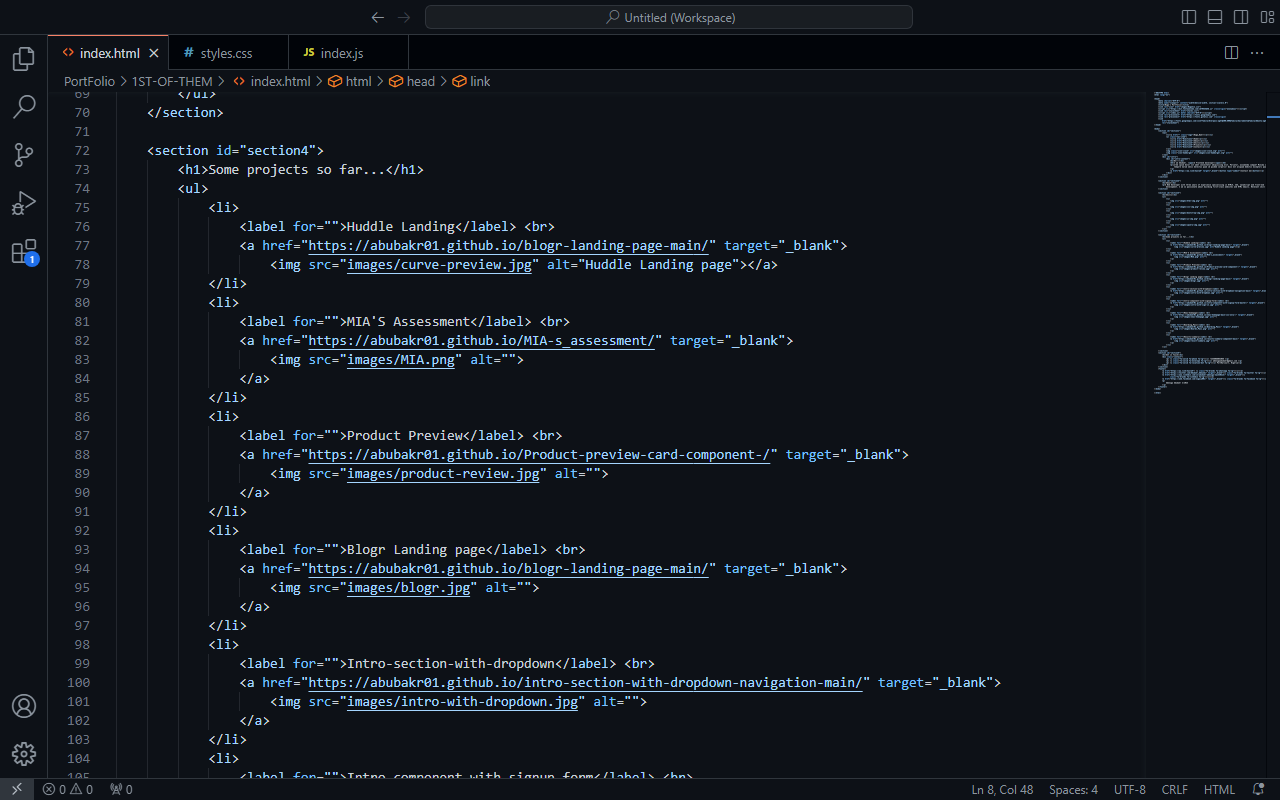 Untitled (Workspace)
index.html
# styles.css
JS index.js
PortFolio > 1ST-OF-THEM > index.html > html > head > link
69 </ul>
70 </section>
71
72 <section id="section4">
73 <h1>Some projects so far...</h1>
74 <ul>
75 <li>
76 <label for="">Huddle Landing</label> <br>
77 <a href="https://abubakr01.github.io/blogr-landing-page-main/" target="_blank">
78 <img src="images/curve-preview.jpg" alt="Huddle Landing page"></a>
79 </li>
80 <li>
81 <label for="">MIA'S Assessment</label> <br>
82 <a href="https://abubakr01.github.io/MIA-s_assessment/" target="_blank">
83 <img src="images/MIA.png" alt="">
84 </a>
85 </li>
86 <li>
87 <label for="">Product Preview</label> <br>
88 <a href="https://abubakr01.github.io/Product-preview-card-component-/" target="_blank">
89 <img src="images/product-review.jpg" alt="">
90 </a>
91 </li>
92 <li>
93 <label for="">Blogr Landing page</label> <br>
94 <a href="https://abubakr01.github.io/blogr-landing-page-main/" target="_blank">
95 <img src="images/blogr.jpg" alt="">
96 </a>
97 </li>
98 <li>
99 <label for="">Intro-section-with-dropdown</label> <br>
100 <a href="https://abubakr01.github.io/intro-section-with-dropdown-navigation-main/" target="_blank">
101 <img src="images/intro-with-dropdown.jpg" alt="">
102 </a>
103 </li>
104 <li>
105 <label for="">Intro component with signup form</label> <br>
1
0 0 0
Ln 8, Col 48 Spaces: 4 UTF-8 CRLF HTML